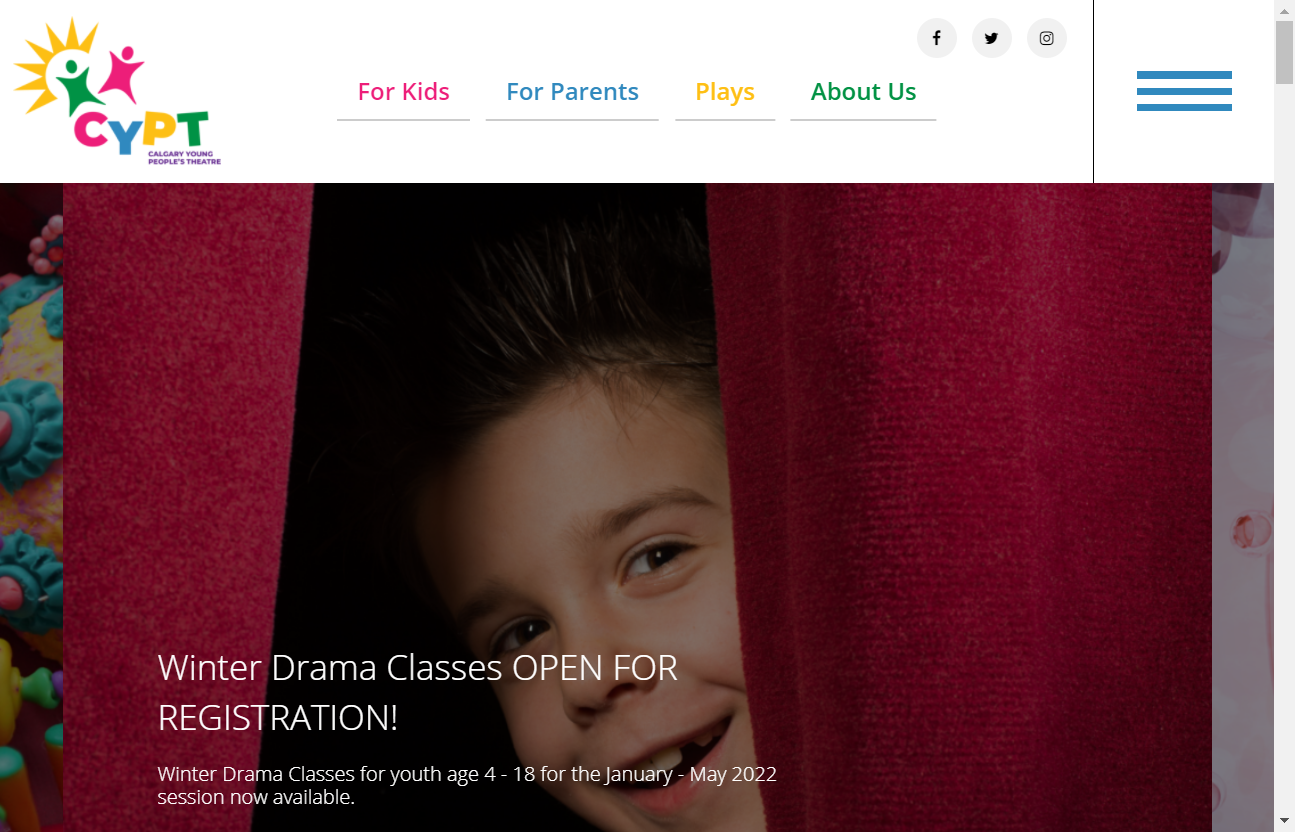 CYPT
CALGARY YOUNG
PEOPLE'S THEATRE
For Kids
For Parents
Plays
About Us
Winter Drama Classes OPEN FOR
REGISTRATION!
Winter Drama Classes for youth age 4 - 18 for the January - May 2022
session now available.